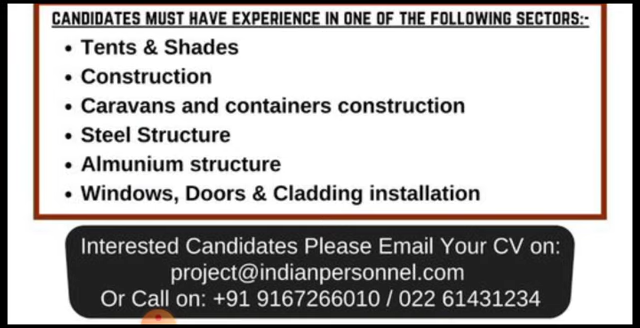 CANDIDATES MUST HAVE EXPERIENCE IN ONE OF THE FOLLOWING SECTORS:-
• Tents & Shades
• Construction
• Caravans and containers construction
• Steel Structure
• Almunium structure
• Windows, Doors & Cladding installation
Interested Candidates Please Email Your CV on:
project@indianpersonnel.com
Or Call on: +91 9167266010 / 022 61431234